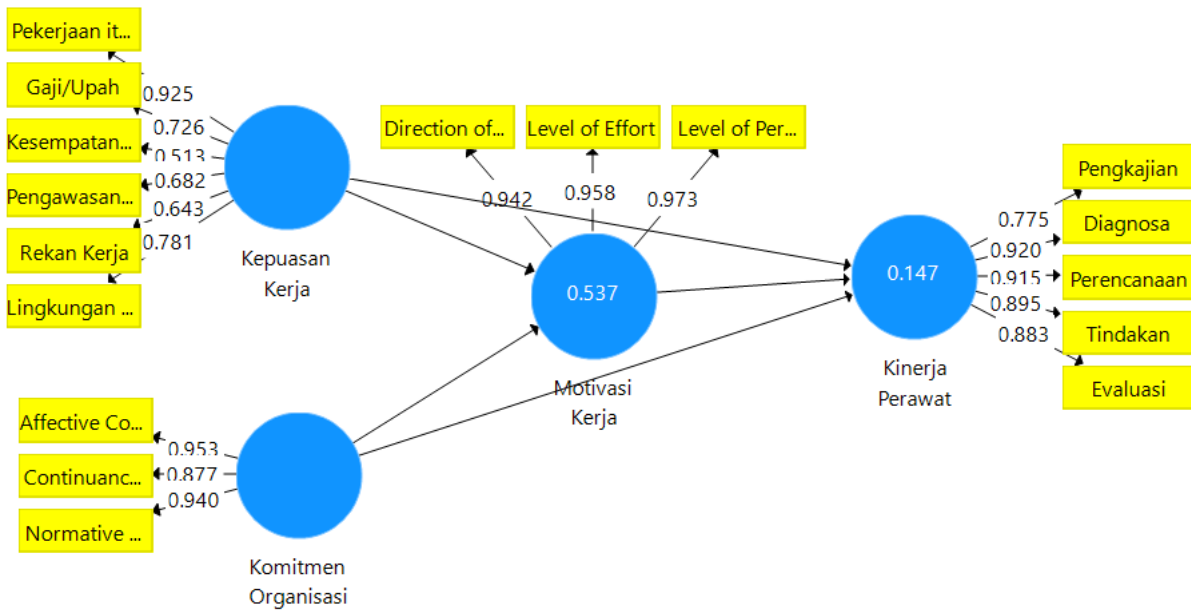 Pekerjaan it...
Gaji/Upah
Kesempatan...
Pengawasan...
Rekan Kerja
Lingkungan ...
0.925
0.726
0.513
0.682
0.643
0.781
Kepuasan
Kerja
Direction of...
Level of Effort
Level of Per...
0.942
0.958
0.973
0.537
Motivasi
Kerja
Affective Co...
Continuanc...
Normative ...
0.953
0.877
0.940
Komitmen
Organisasi
0.147
Kinerja
Perawat
0.775
0.920
0.915
0.895
0.883
Pengkajian
Diagnosa
Perencanaan
Tindakan
Evaluasi